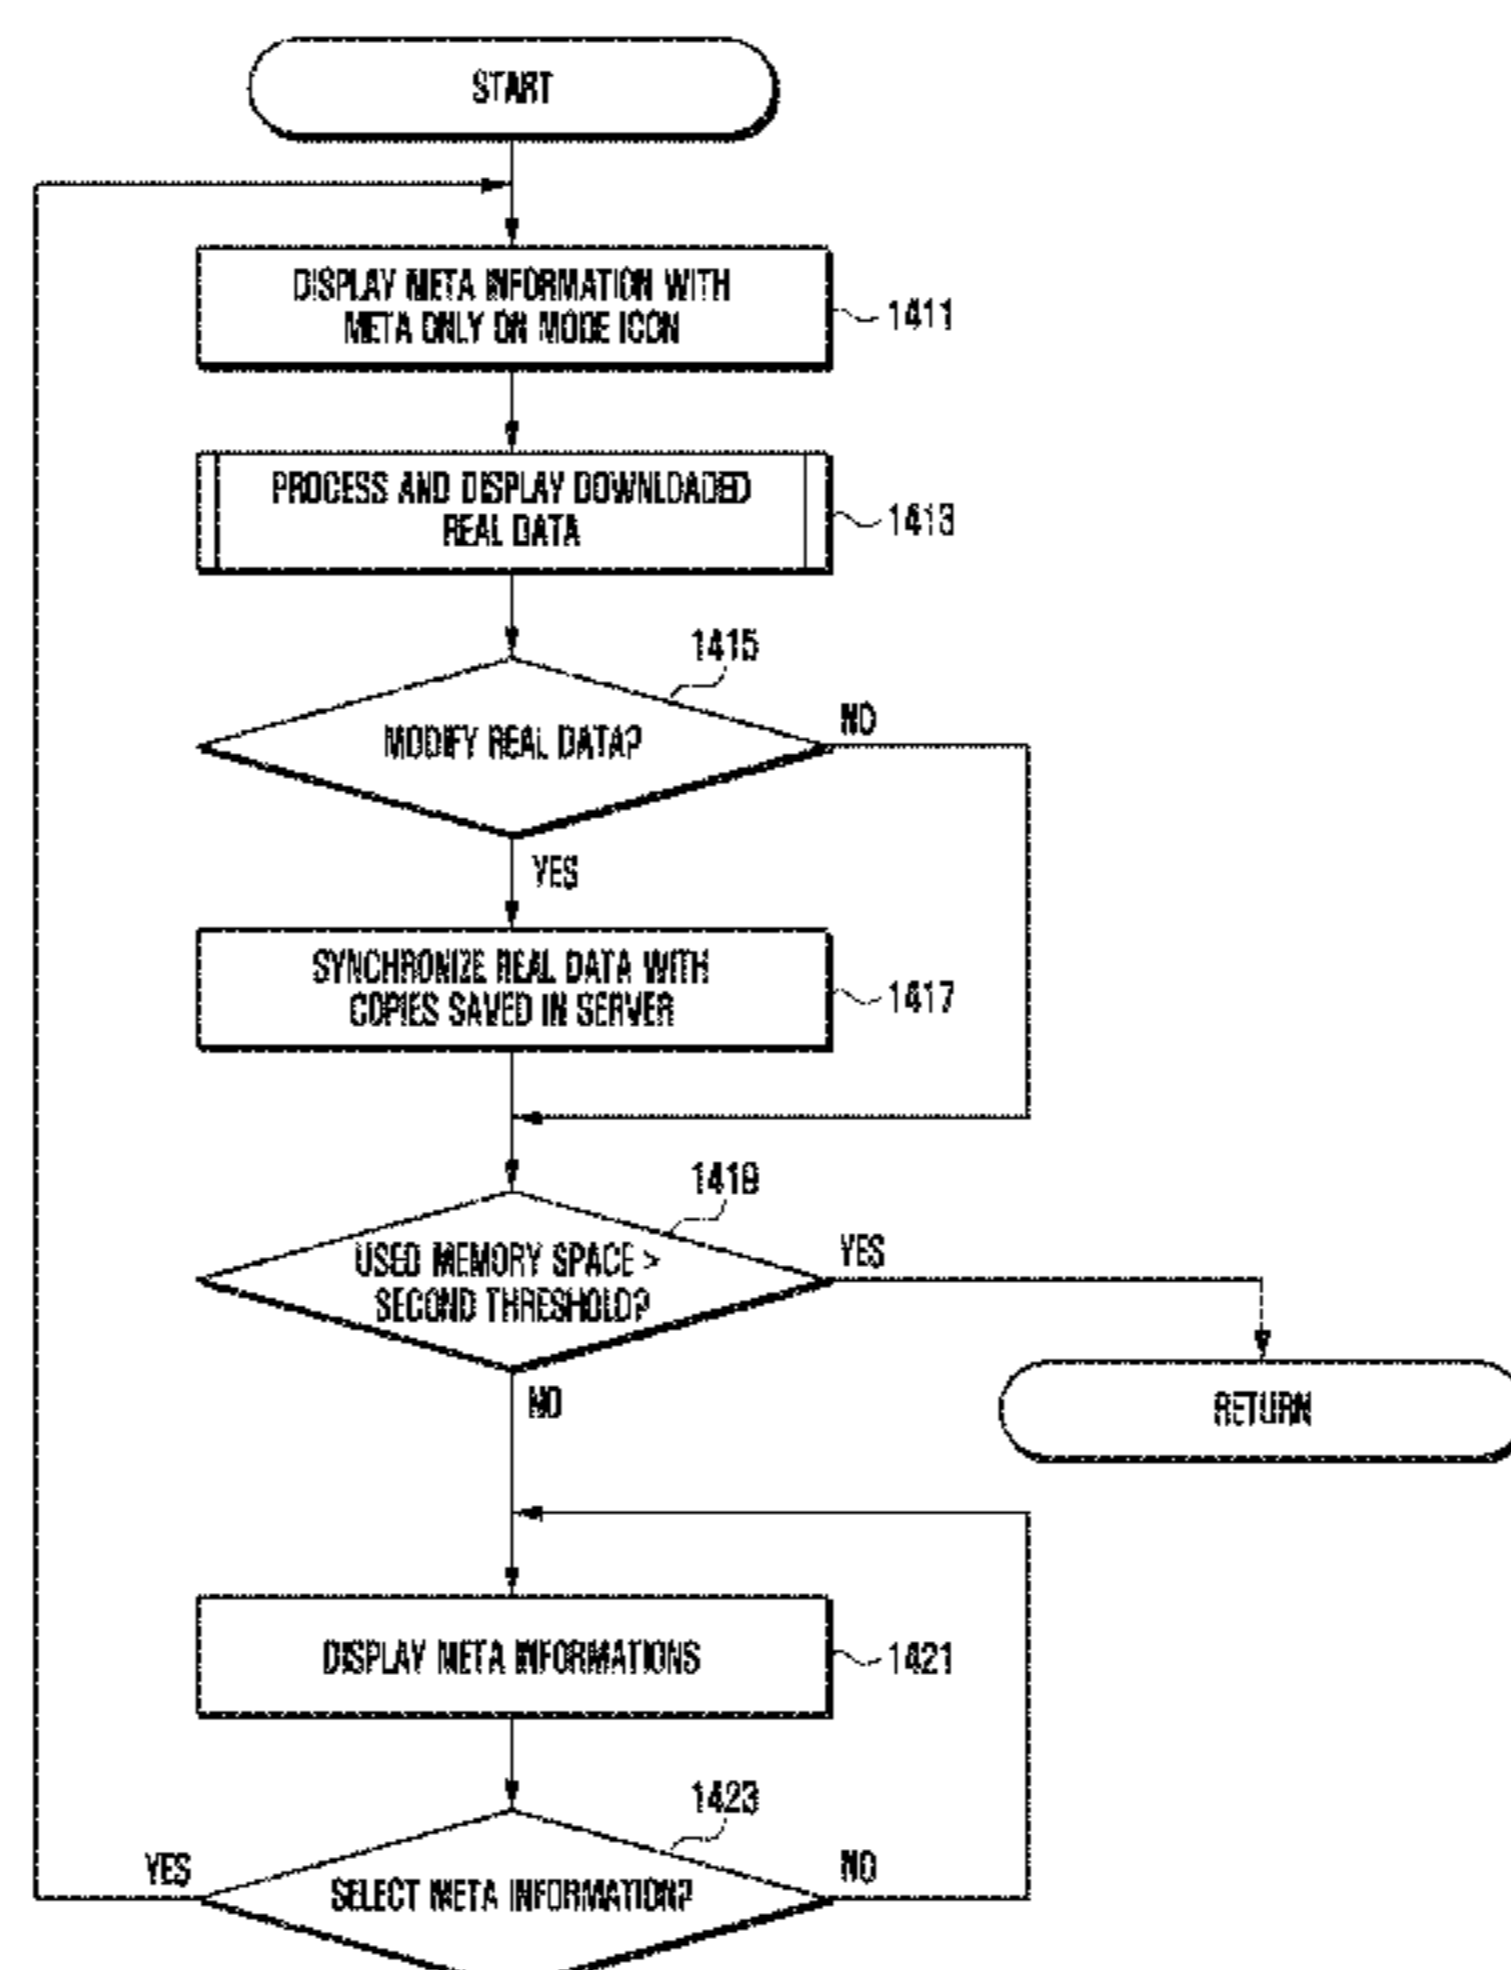 START
DISPLAY META INFORMATION WITH
META ONLY ON MODE ICON
1411
PROCESS AND DISPLAY DOWNLOADED
REAL DATA
1413
1415
MODIFY REAL DATA?
NO
YES
SYNCHRONIZE REAL DATA WITH
COPIES SAVED IN SERVER
1417
1419
USED MEMORY SPACE >
SECOND THRESHOLD?
YES
NO
RETURN
DISPLAY META INFORMATIONS
1421
1423
YES
SELECT META INFORMATION?
NO